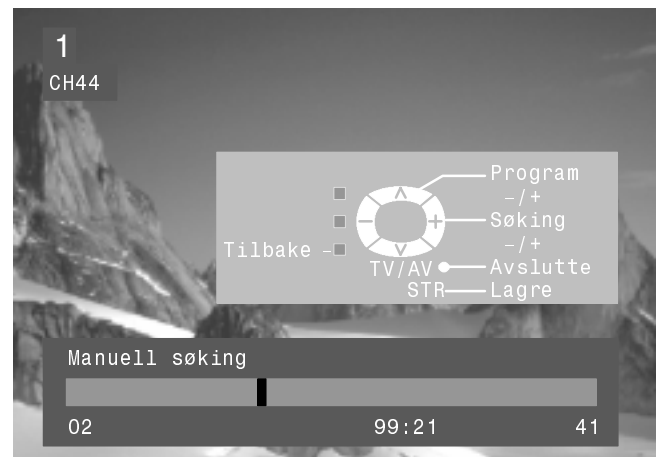 1
CH44
Program
-/+
Søking
-/+
Tilbake
TV/AV Avslutte
STR Lagre
Manuell søking
02 99:21 41